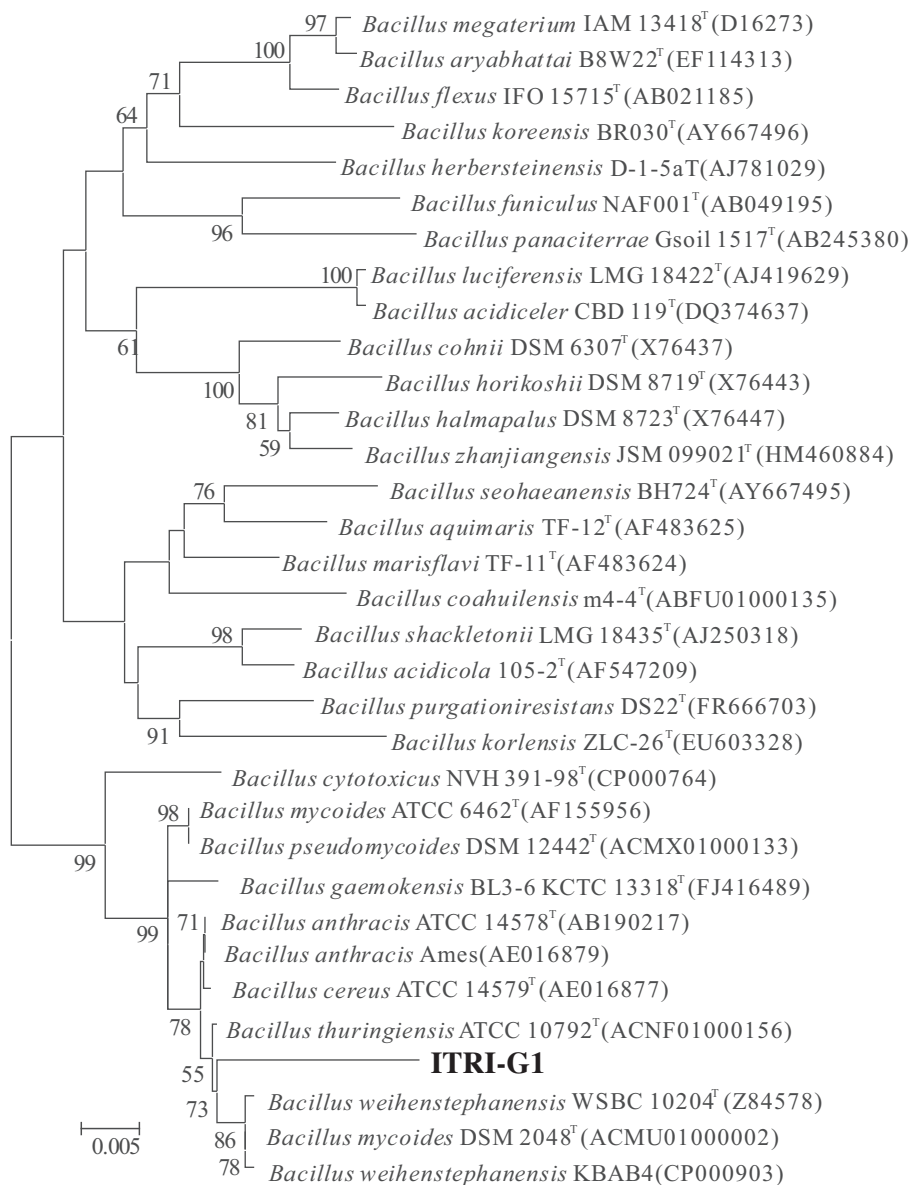 97 Bacillus megaterium IAM 13418T(D16273)
Bacillus aryabhattai B8W22T(EF114313)
100
Bacillus flexus IFO 15715T(AB021185)
71
Bacillus koreensis BR030T(AY667496)
64
Bacillus herbersteinensis D-1-5aT(AJ781029)
Bacillus funiculus NAF001T(AB049195)
96
Bacillus panaciterrae Gsoil 1517T(AB245380)
100 Bacillus luciferensis LMG 18422T(AJ419629)
Bacillus acidiceler CBD 119T(DQ374637)
61
Bacillus cohnii DSM 6307T(X76437)
100
Bacillus horikoshii DSM 8719T(X76443)
81
Bacillus halmapalus DSM 8723T(X76447)
59
Bacillus zhanjiangensis JSM 099021T(HM460884)
76
Bacillus seohaeanensis BH724T(AY667495)
Bacillus aquimaris TF-12T(AF483625)
Bacillus marisflavi TF-11T(AF483624)
Bacillus coahuilensis m4-4T(ABFU01000135)
98
Bacillus shackletonii LMG 18435T(AJ250318)
Bacillus acidicola 105-2T(AF547209)
Bacillus purgationiresistans DS22T(FR666703)
91
Bacillus korlensis ZLC-26T(EU603328)
Bacillus cytotoxicus NVH 391-98T(CP000764)
98 Bacillus mycoides ATCC 6462T(AF155956)
Bacillus pseudomycoides DSM 12442T(ACMX01000133)
99
Bacillus gaemokensis BL3-6 KCTC 13318T(FJ416489)
99
71 Bacillus anthracis ATCC 14578T(AB190217)
Bacillus anthracis Ames(AE016879)
Bacillus cereus ATCC 14579T(AE016877)
78
Bacillus thuringiensis ATCC 10792T(ACNF01000156)
ITRI-G1
55
73
Bacillus weihenstephanensis WSBC 10204T(Z84578)
86
Bacillus mycoides DSM 2048T(ACMU01000002)
78
Bacillus weihenstephanensis KBAB4(CP000903)
0.005